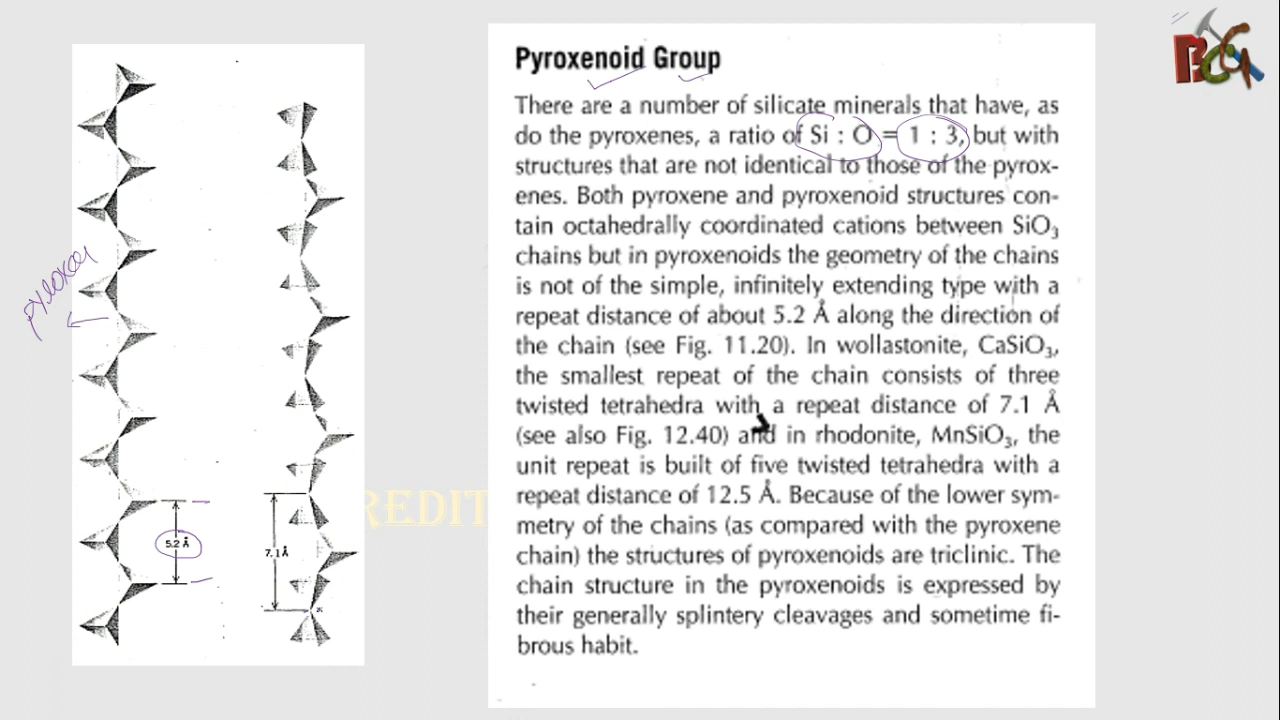 Pyroxenoid Group
There are a number of silicate minerals that have, as
do the pyroxenes, a ratio of Si : O = 1 : 3, but with
structures that are not identical to those of the pyrox-
enes. Both pyroxene and pyroxenoid structures con-
tain octahedrally coordinated cations between SiO₃
chains but in pyroxenoids the geometry of the chains
is not of the simple, infinitely extending type with a
repeat distance of about 5.2 Å along the direction of
the chain (see Fig. 11.20). In wollastonite, CaSiO₃,
the smallest repeat of the chain consists of three
twisted tetrahedra with a repeat distance of 7.1 Å
(see also Fig. 12.40) and in rhodonite, MnSiO₃, the
unit repeat is built of five twisted tetrahedra with a
repeat distance of 12.5 Å. Because of the lower sym-
metry of the chains (as compared with the pyroxene
chain) the structures of pyroxenoids are triclinic. The
chain structure in the pyroxenoids is expressed by
their generally splintery cleavages and sometime fi-
brous habit.
5.2 Å
7.1 Å
REDIT
BCG